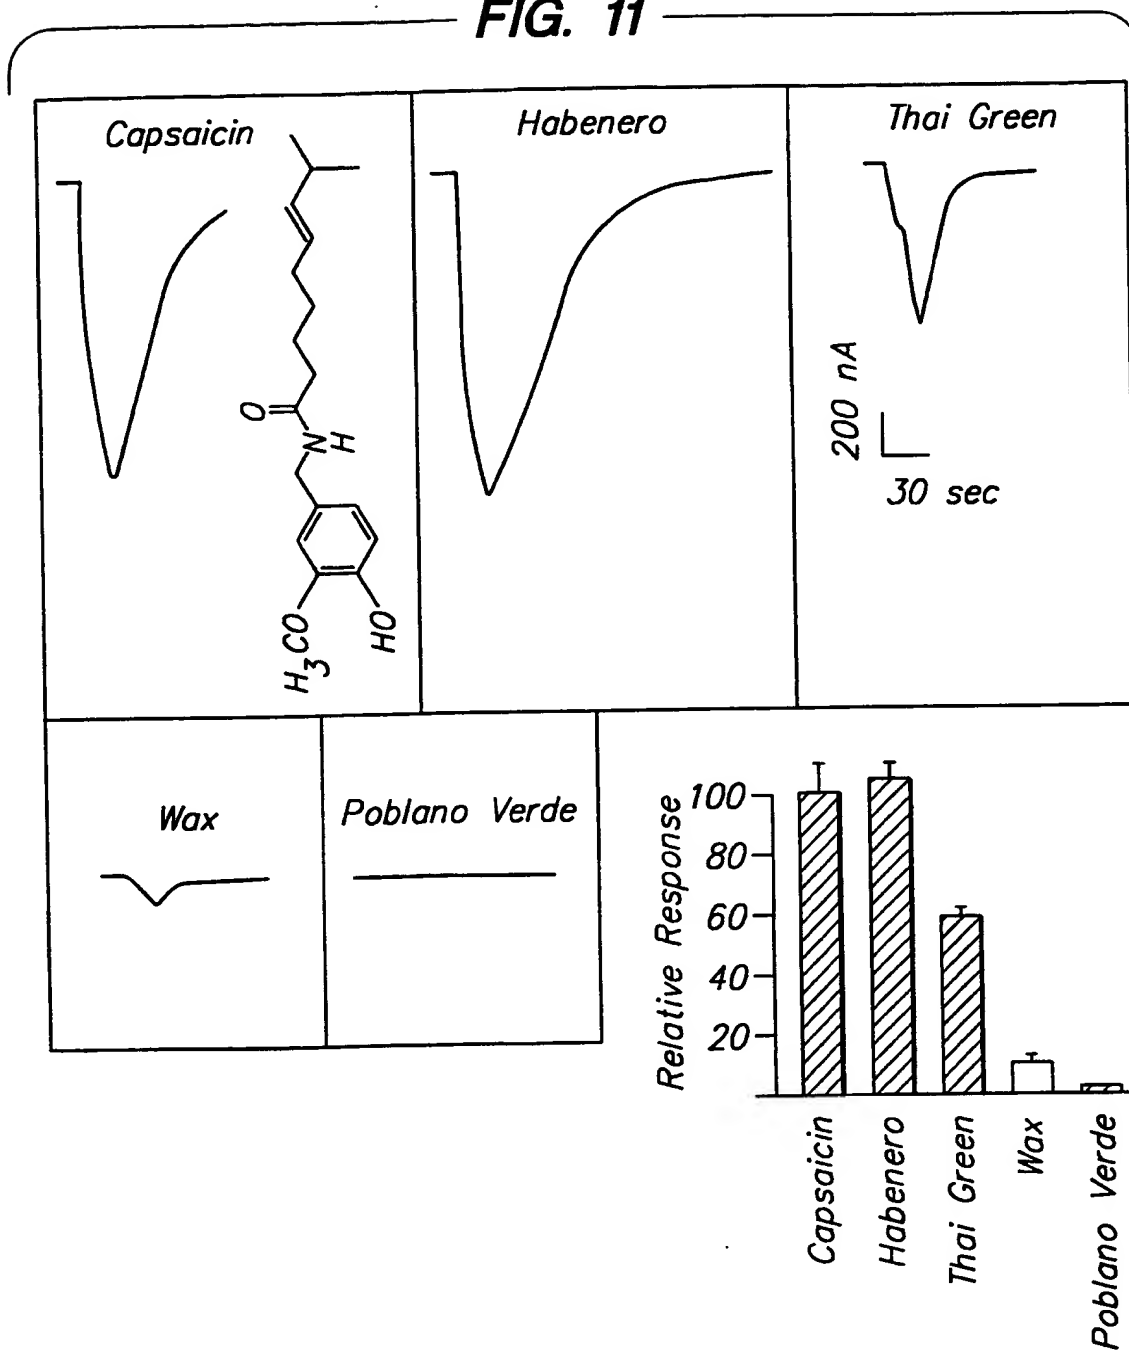 FIG. 11
Capsaicin
Habenero
Thai Green
O
N
H
H3CO
HO
200 nA
30 sec
Wax
Poblano Verde
Relative Response
100
80
60
40
20
Capsaicin
Habenero
Thai Green
Wax
Poblano Verde